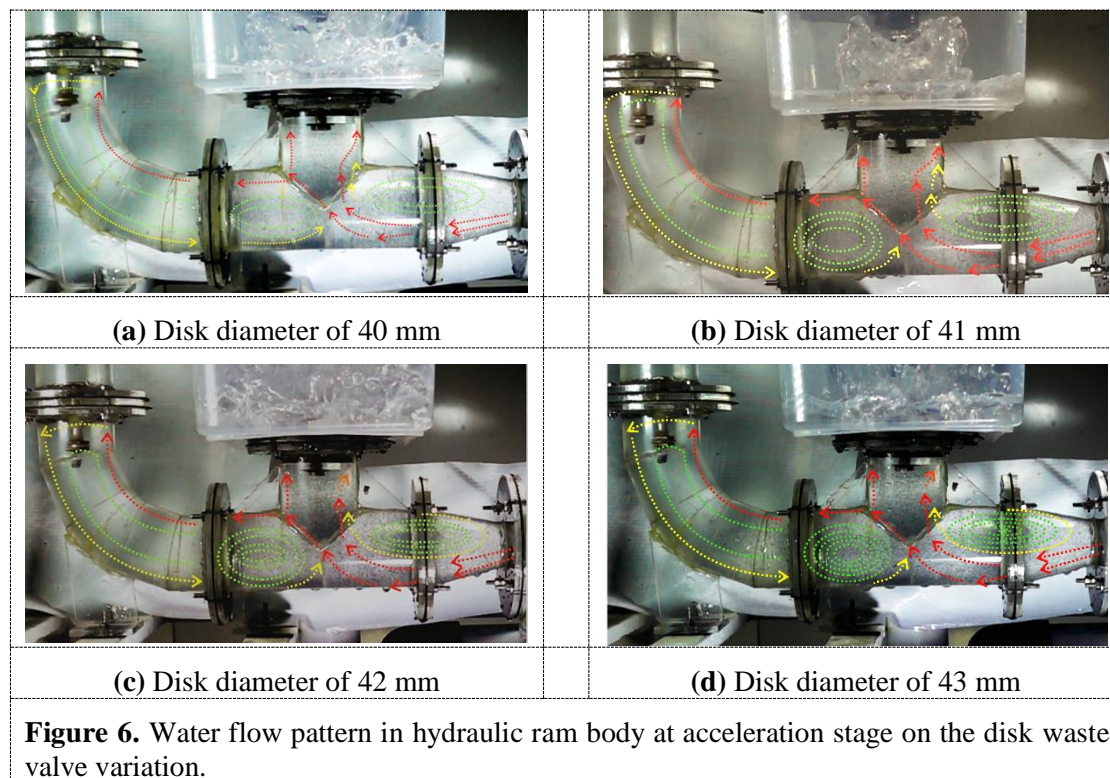 (a) Disk diameter of 40 mm
(b) Disk diameter of 41 mm
(c) Disk diameter of 42 mm
(d) Disk diameter of 43 mm
Figure 6. Water flow pattern in hydraulic ram body at acceleration stage on the disk waste
valve variation.